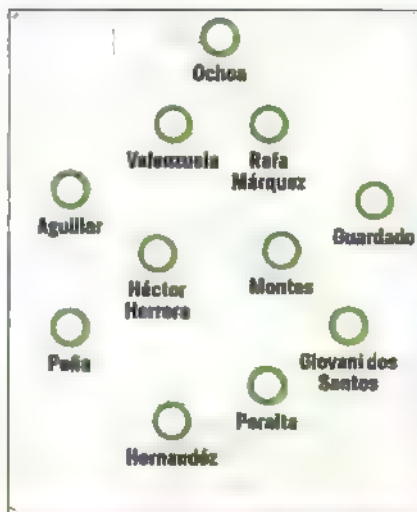 Ochoa
Valenzuela
Rafa
Márquez
Aguilar
Guardado
Héctor
Herrera
Montes
Peña
Giovani dos
Santos
Peralta
Hernandéz